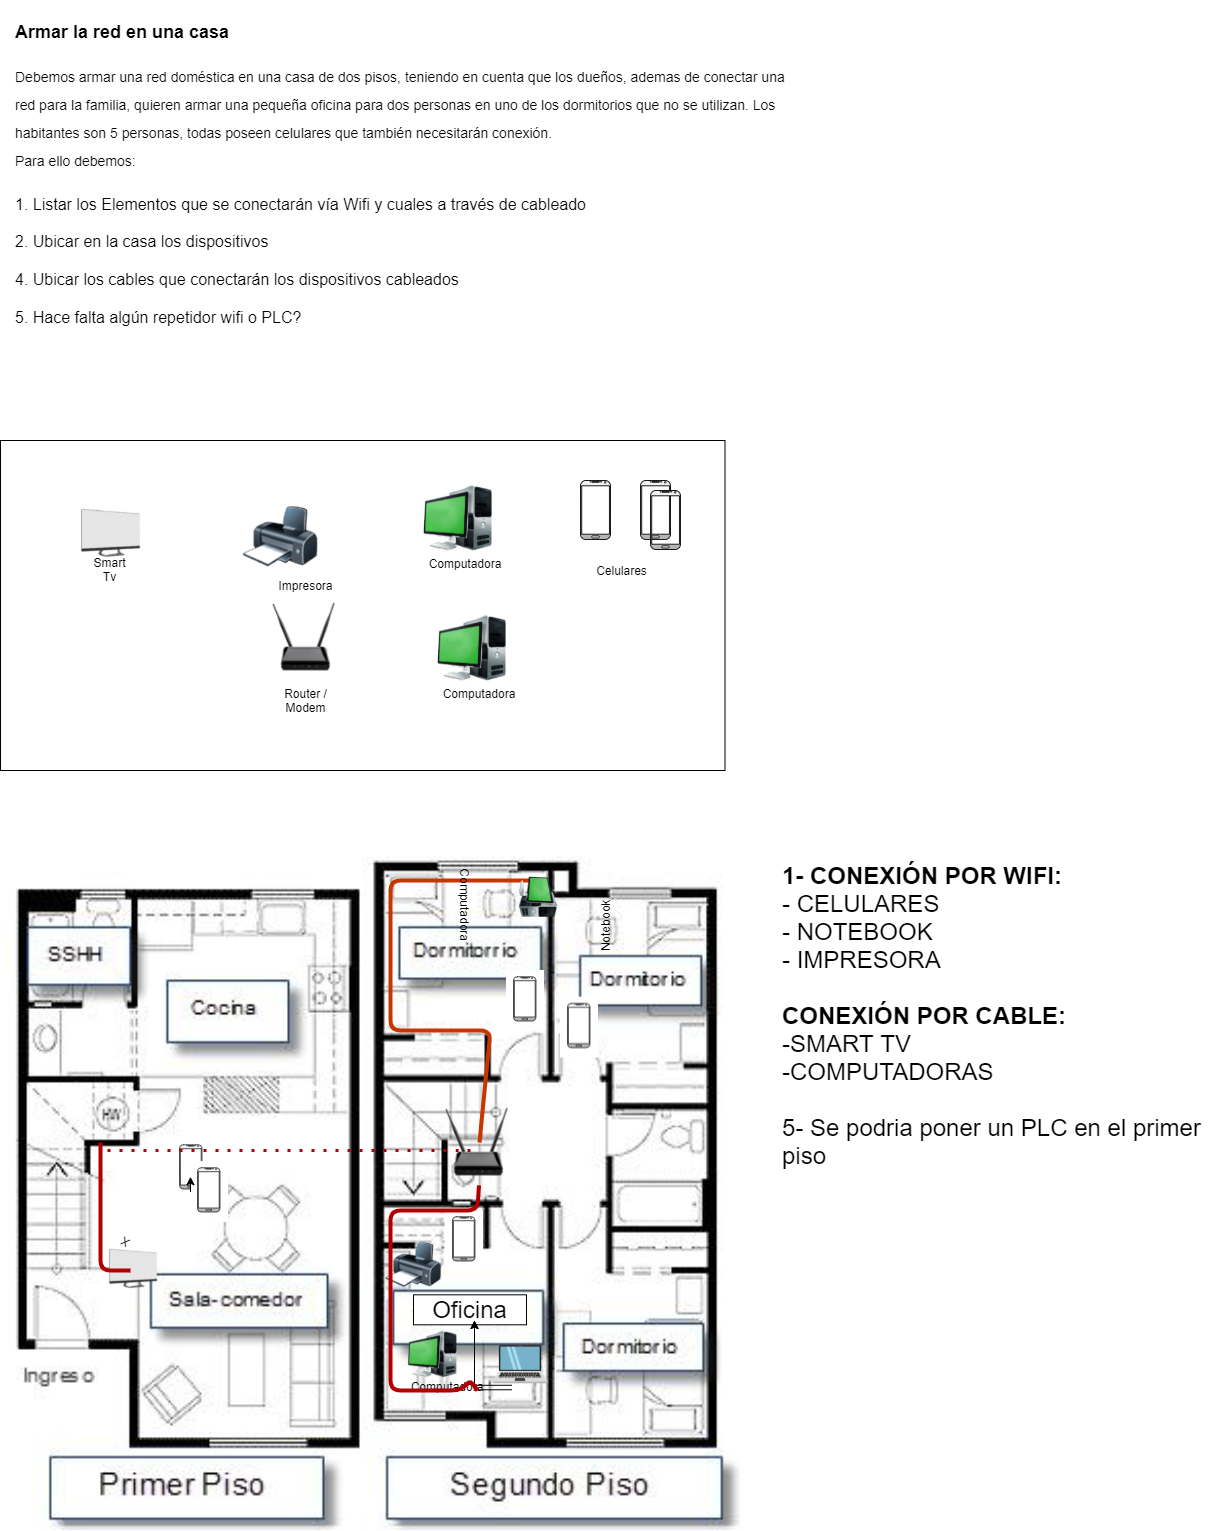 Armar la red en una casa
Debemos armar una red doméstica en una casa de dos pisos, teniendo en cuenta que los dueños, ademas de conectar una
red para la familia, quieren armar una pequeña oficina para dos personas en uno de los dormitorios que no se utilizan. Los
habitantes son 5 personas, todas poseen celulares que también necesitarán conexión.
Para ello debemos:
1. Listar los Elementos que se conectarán vía Wifi y cuales a través de cableado
2. Ubicar en la casa los dispositivos
4. Ubicar los cables que conectarán los dispositivos cableados
5. Hace falta algún repetidor wifi o PLC?
Smart
Tv
Impresora
Computadora
Celulares
Router /
Modem
Computadora
1- CONEXIÓN POR WIFI:
- CELULARES
- NOTEBOOK
- IMPRESORA
CONEXIÓN POR CABLE:
-SMART TV
-COMPUTADORAS
5- Se podria poner un PLC en el primer
piso
SSHH
Cocina
HW
X
Sala-comedor
Ingreso
Primer Piso
Computadora
Notebook
Dormitorrio
Dormitorio
Oficina
Computadora
Dormitorio
Segundo Piso